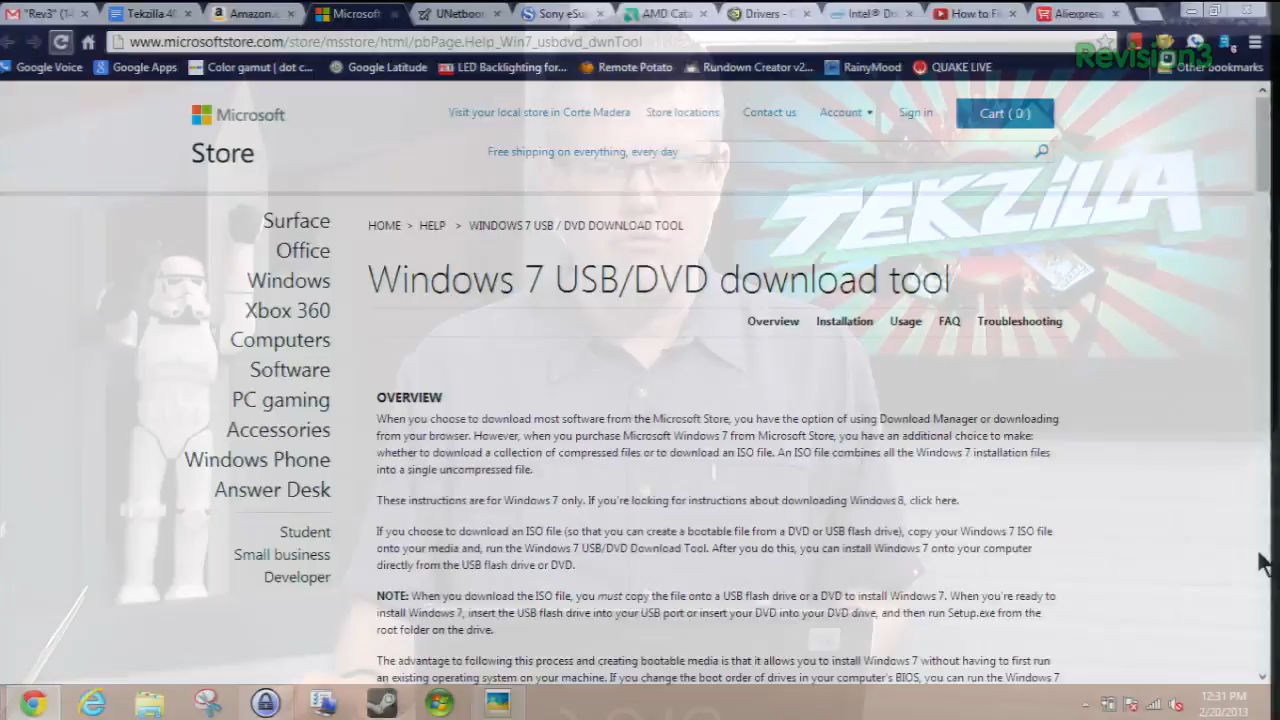 "Rev3" (1
Tekzilla 4
Amazon.c
Microsoft
UNetboo
Sony eSu
AMD Cata
Drivers - C
Intel® Dr
How to Fi
Aliexpres
www.microsoftstore.com/store/msstore/html/pbPage.Help_Win7_usbdvd_dwnTool
Revision3
Google Voice
Google Apps
Color gamut | dot c...
Google Latitude
LED Backlighting for...
Remote Potato
Rundown Creator v2...
RainyMood
QUAKE LIVE
Other bookmarks
Microsoft
Store
Visit your local store in Corte Madera
Store locations
Contact us
Account
Sign in
Cart ( 0 )
Free shipping on everything, every day
TEKZILLA
Surface
Office
Windows
Xbox 360
Computers
Software
PC gaming
Accessories
Windows Phone
Answer Desk
Student
Small business
Developer
HOME > HELP > WINDOWS 7 USB / DVD DOWNLOAD TOOL
Windows 7 USB/DVD download tool
Overview Installation Usage FAQ Troubleshooting
OVERVIEW
When you choose to download most software from the Microsoft Store, you have the option of using Download Manager or downloading
from your browser. However, when you purchase Microsoft Windows 7 from Microsoft Store, you have an additional choice to make:
whether to download a collection of compressed files or to download an ISO file. An ISO file combines all the Windows 7 installation files
into a single uncompressed file.
These instructions are for Windows 7 only. If you're looking for instructions about downloading Windows 8, click here.
If you choose to download an ISO file (so that you can create a bootable file from a DVD or USB flash drive), copy your Windows 7 ISO file
onto your media and, run the Windows 7 USB/DVD Download Tool. After you do this, you can install Windows 7 onto your computer
directly from the USB flash drive or DVD.
NOTE: When you download the ISO file, you must copy the file onto a USB flash drive or a DVD to install Windows 7. When you're ready to
install Windows 7, insert the USB flash drive into your USB port or insert your DVD into your DVD drive, and then run Setup.exe from the
root folder on the drive.
The advantage to following this process and creating bootable media is that it allows you to install Windows 7 without having to first run
an existing operating system on your machine. If you change the boot order of drives in your computer's BIOS, you can run the Windows 7
12:31 PM
2/20/2013